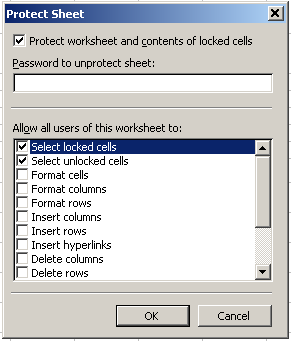 Protect Sheet
Protect worksheet and contents of locked cells
Password to unprotect sheet:
Allow all users of this worksheet to:
Select locked cells
Select unlocked cells
Format cells
Format columns
Format rows
Insert columns
Insert rows
Insert hyperlinks
Delete columns
Delete rows
OK Cancel